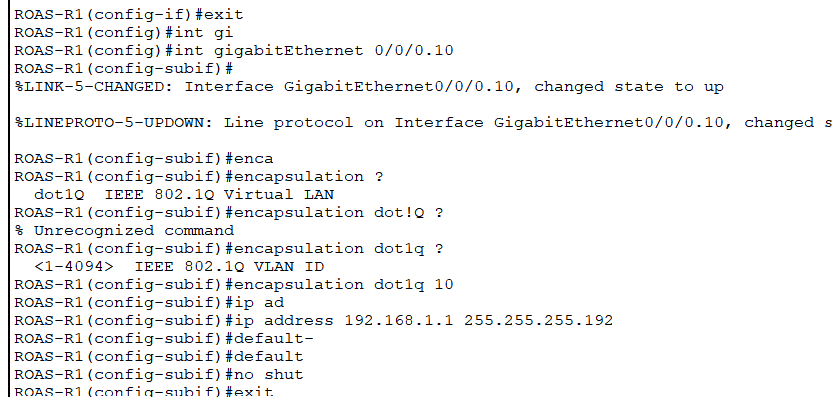 ROAS-R1(config-if)#exit
ROAS-R1(config)#int gi
ROAS-R1(config)#int gigabitEthernet 0/0/0.10
ROAS-R1(config-subif)#
%LINK-5-CHANGED: Interface GigabitEthernet0/0/0.10, changed state to up
%LINEPROTO-5-UPDOWN: Line protocol on Interface GigabitEthernet0/0/0.10, changed s
ROAS-R1(config-subif)#enca
ROAS-R1(config-subif)#encapsulation ?
dot1Q IEEE 802.1Q Virtual LAN
ROAS-R1(config-subif)#encapsulation dot!Q ?
% Unrecognized command
ROAS-R1(config-subif)#encapsulation dot1q ?
<1-4094> IEEE 802.1Q VLAN ID
ROAS-R1(config-subif)#encapsulation dot1q 10
ROAS-R1(config-subif)#ip ad
ROAS-R1(config-subif)#ip address 192.168.1.1 255.255.255.192
ROAS-R1(config-subif)#default-
ROAS-R1(config-subif)#default
ROAS-R1(config-subif)#no shut
ROAS-R1(config-subif)#exit